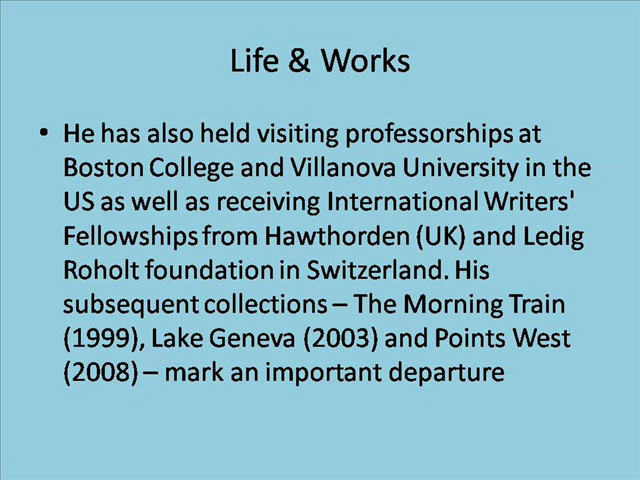 Life & Works
• He has also held visiting professorships at
Boston College and Villanova University in the
US as well as receiving International Writers'
Fellowships from Hawthorden (UK) and Ledig
Roholt foundation in Switzerland. His
subsequent collections – The Morning Train
(1999), Lake Geneva (2003) and Points West
(2008) – mark an important departure